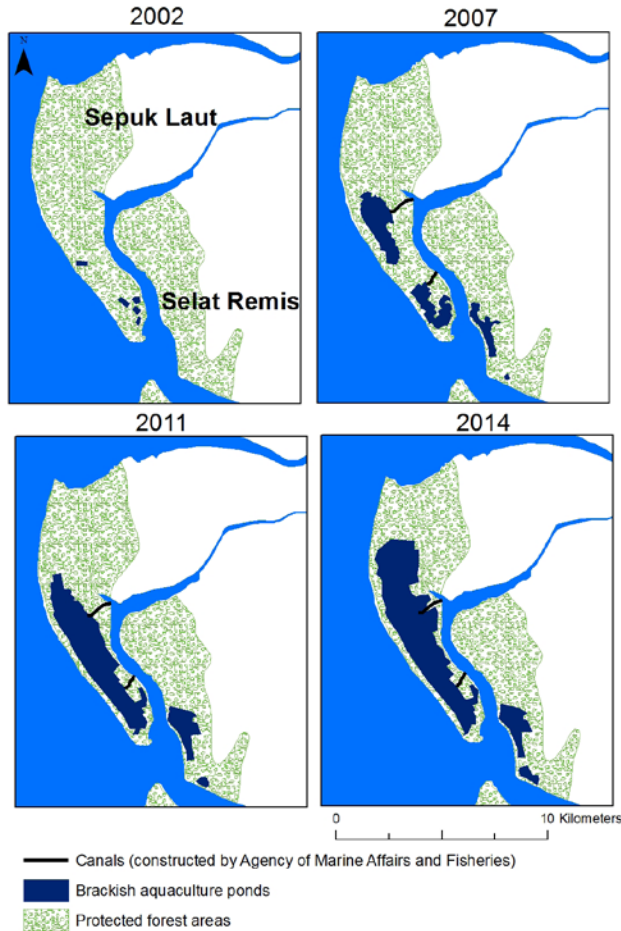 2002
2007
N
Sepuk Laut
Selat Remis
2011
2014
0
10 Kilometers
Canals (constructed by Agency of Marine Affairs and Fisheries)
Brackish aquaculture ponds
Protected forest areas